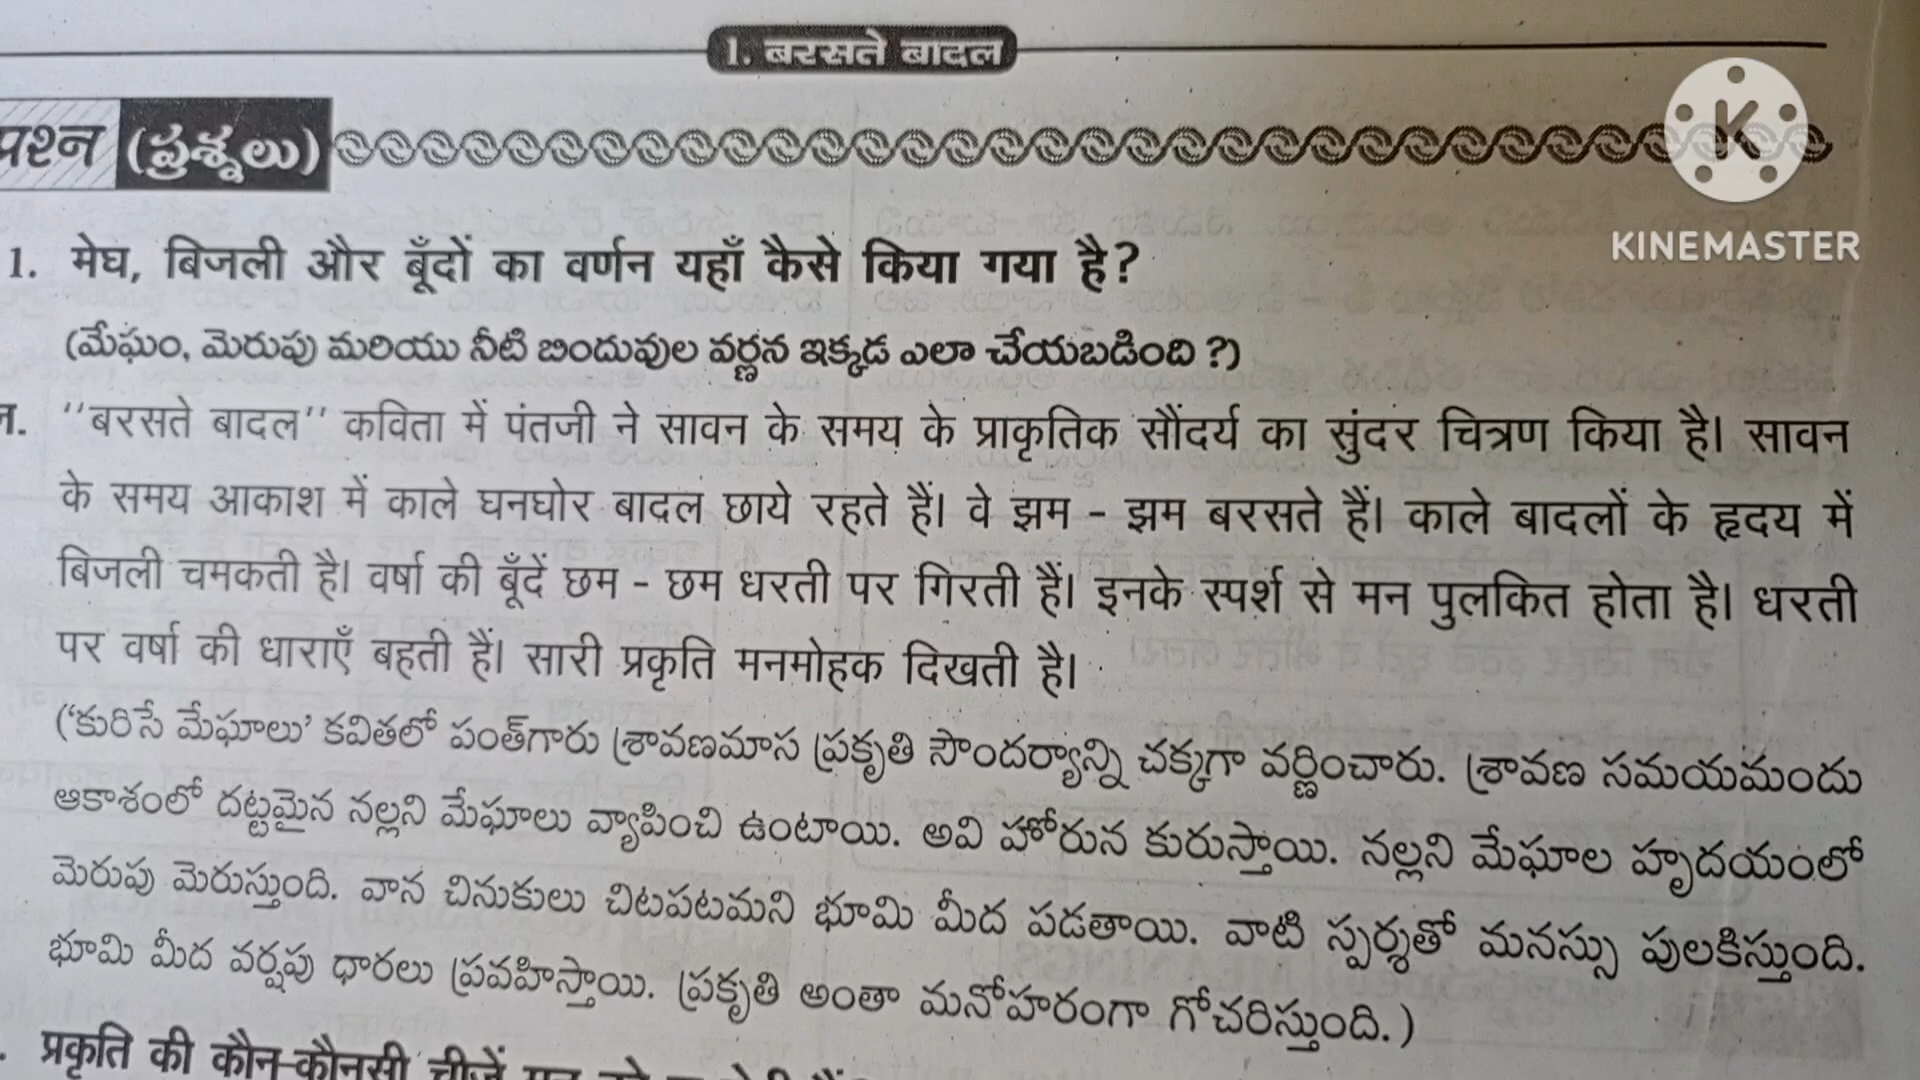 1. बरसते बादल
प्रश्न (ప్రశ్నలు)
K
KINEMASTER
1. मेघ, बिजली और बूँदों का वर्णन यहाँ कैसे किया गया है?
(మేఘం, మెరుపు మరియు నీటి బిందువుల వర్ణన ఇక్కడ ఎలా చేయబడింది ?)
''बरसते बादल'' कविता में पंतजी ने सावन के समय के प्राकृतिक सौंदर्य का सुंदर चित्रण किया है। सावन
के समय आकाश में काले घनघोर बादल छाये रहते हैं। वे झम - झम बरसते हैं। काले बादलों के हृदय में
बिजली चमकती है। वर्षा की बूँदें छम - छम धरती पर गिरती हैं। इनके स्पर्श से मन पुलकित होता है। धरती
पर वर्षा की धाराएँ बहती हैं। सारी प्रकृति मनमोहक दिखती है।
('కురిసే మేఘాలు' కవితలో పంత్‌గారు శ్రావణమాస ప్రకృతి సౌందర్యాన్ని చక్కగా వర్ణించారు. శ్రావణ సమయమందు
ఆకాశంలో దట్టమైన నల్లని మేఘాలు వ్యాపించి ఉంటాయి. అవి హోరున కురుస్తాయి. నల్లని మేఘాల హృదయంలో
మెరుపు మెరుస్తుంది. వాన చినుకులు చిటపటమని భూమి మీద పడతాయి. వాటి స్పర్శతో మనస్సు పులకిస్తుంది.
భూమి మీద వర్షపు ధారలు ప్రవహిస్తాయి. ప్రకృతి అంతా మనోహరంగా గోచరిస్తుంది.)
प्रकृति की कौन-कौनसी चीज़ें